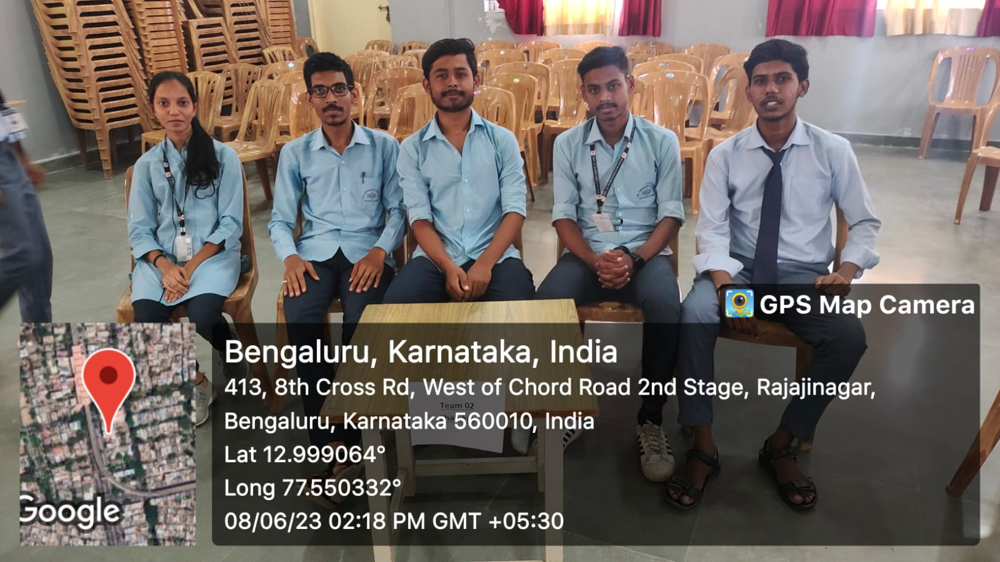 GPS Map Camera
Bengaluru, Karnataka, India
413, 8th Cross Rd, West of Chord Road 2nd Stage, Rajajinagar,
Bengaluru, Karnataka 560010, India
Lat 12.999064°
Long 77.550332°
08/06/23 02:18 PM GMT +05:30
Google
Team 02